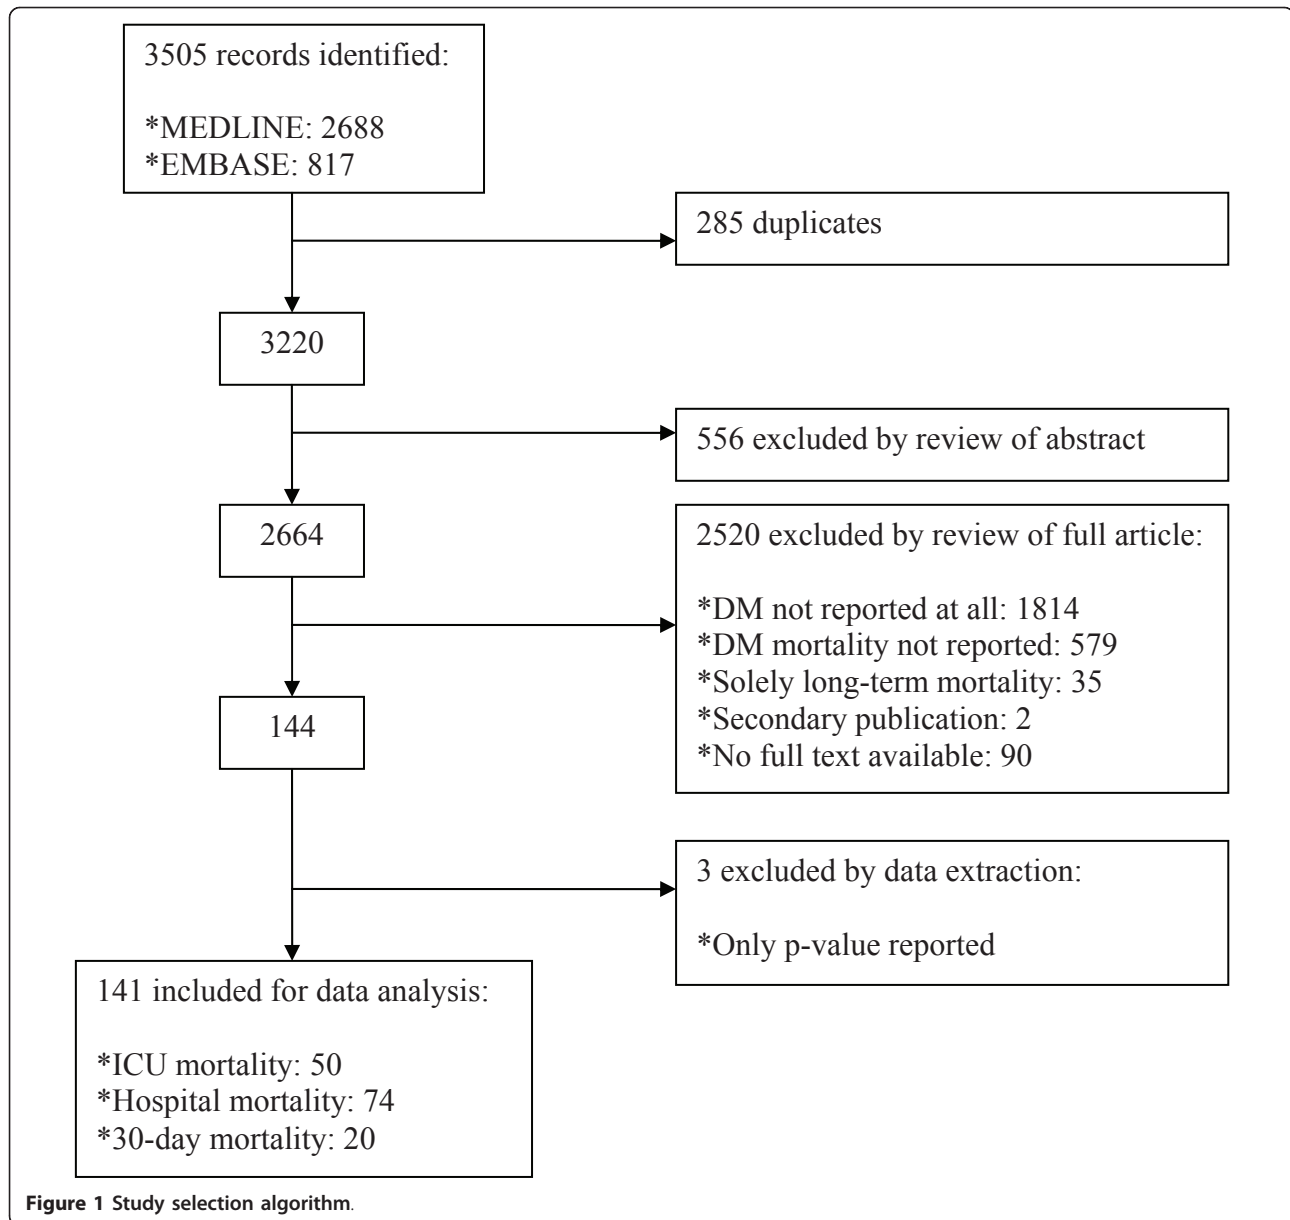 3505 records identified:
*MEDLINE: 2688
*EMBASE: 817
285 duplicates
3220
556 excluded by review of abstract
2664
2520 excluded by review of full article:
*DM not reported at all: 1814
*DM mortality not reported: 579
*Solely long-term mortality: 35
*Secondary publication: 2
*No full text available: 90
144
3 excluded by data extraction:
*Only p-value reported
141 included for data analysis:
*ICU mortality: 50
*Hospital mortality: 74
*30-day mortality: 20
Figure 1 Study selection algorithm.